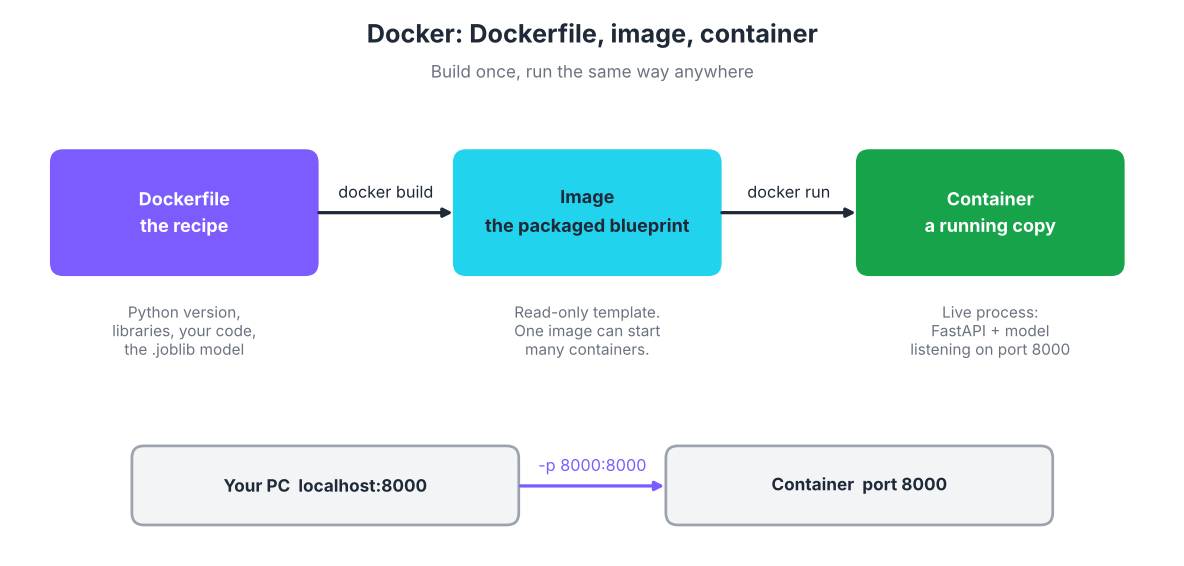 Docker: Dockerfile, image, container
Build once, run the same way anywhere
Dockerfile
the recipe
docker build
Image
the packaged blueprint
docker run
Container
a running copy
Python version,
libraries, your code,
the .joblib model
Read-only template.
One image can start
many containers.
Live process:
FastAPI + model
listening on port 8000
Your PC localhost:8000
-p 8000:8000
Container port 8000